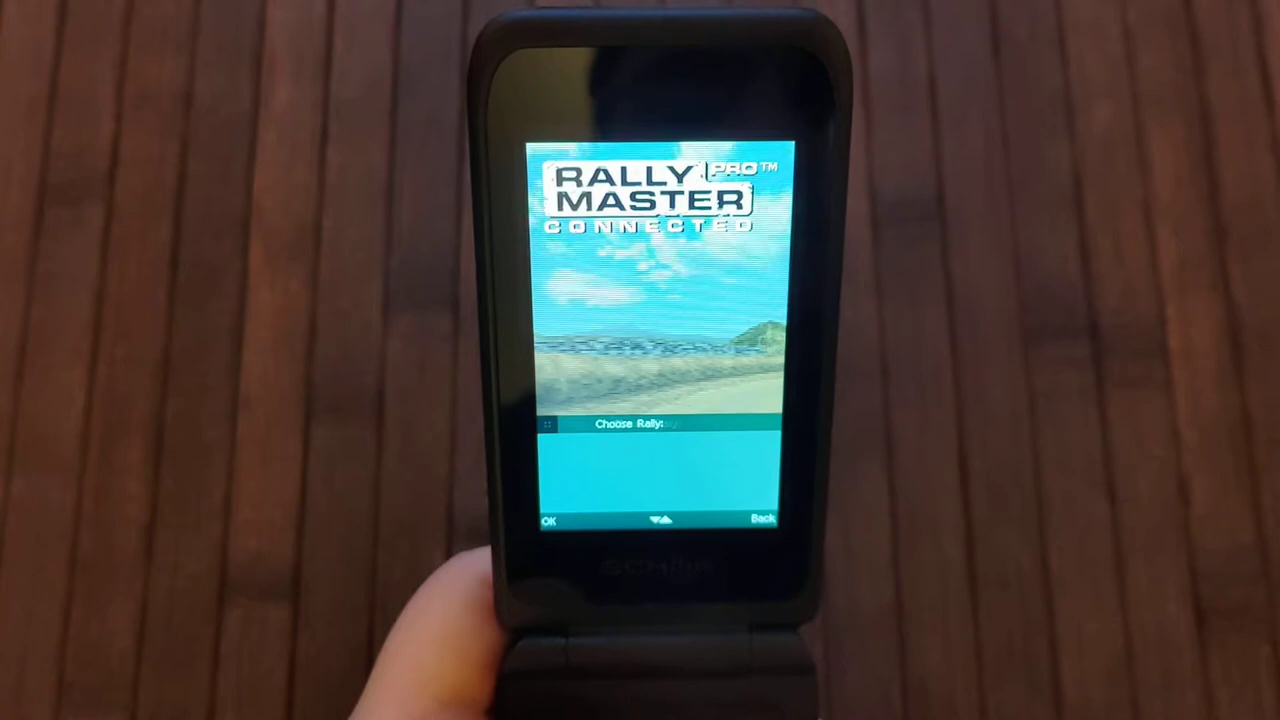 RALLY PRO™
MASTER
CONNECTED
Choose Rally:
OK
Back